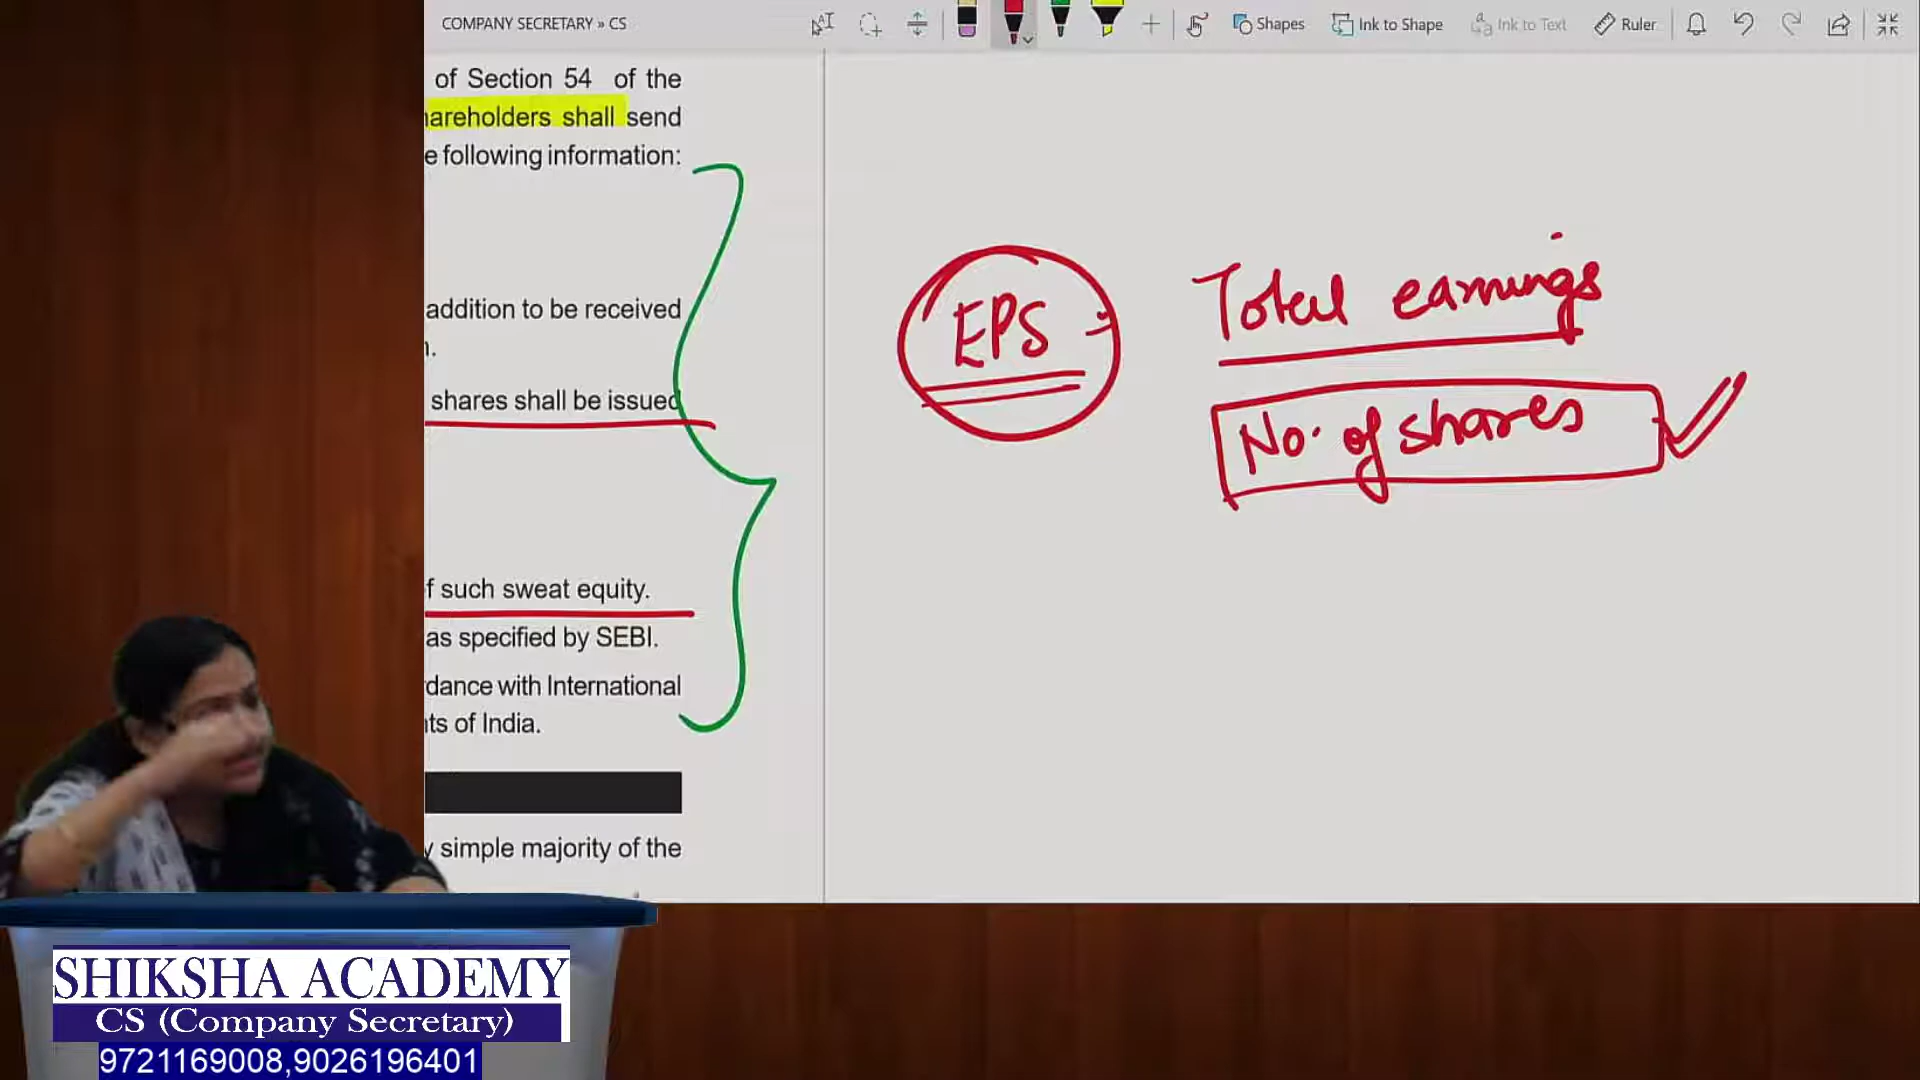 COMPANY SECRETARY » CS
Shapes
Ink to Shape
Ink to Text
Ruler
of Section 54 of the
areholders shall send
e following information:
addition to be received
shares shall be issued
f such sweat equity.
as specified by SEBI.
dance with International
ts of India.
simple majority of the
EPS =
Total earnings
No. of shares
SHIKSHA ACADEMY
CS (Company Secretary)
9721169008,9026196401